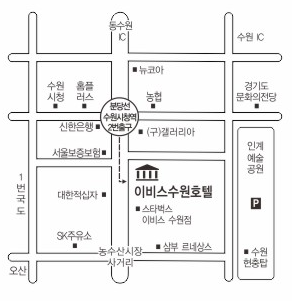 동수원
IC
수원 IC
뉴코아
수원
시청
홈플
러스
농협
경기도
문화의전당
분당선
수원시청역
2번출구
신한은행
(구)갤러리아
서울보증보험
인계
예술
공원
1
번
국
도
대한적십자
이비스수원호텔
스타벅스
이비스 수원점
P
SK주유소
농수산시장
사거리
삼부 르네상스
수원
현충탑
오산